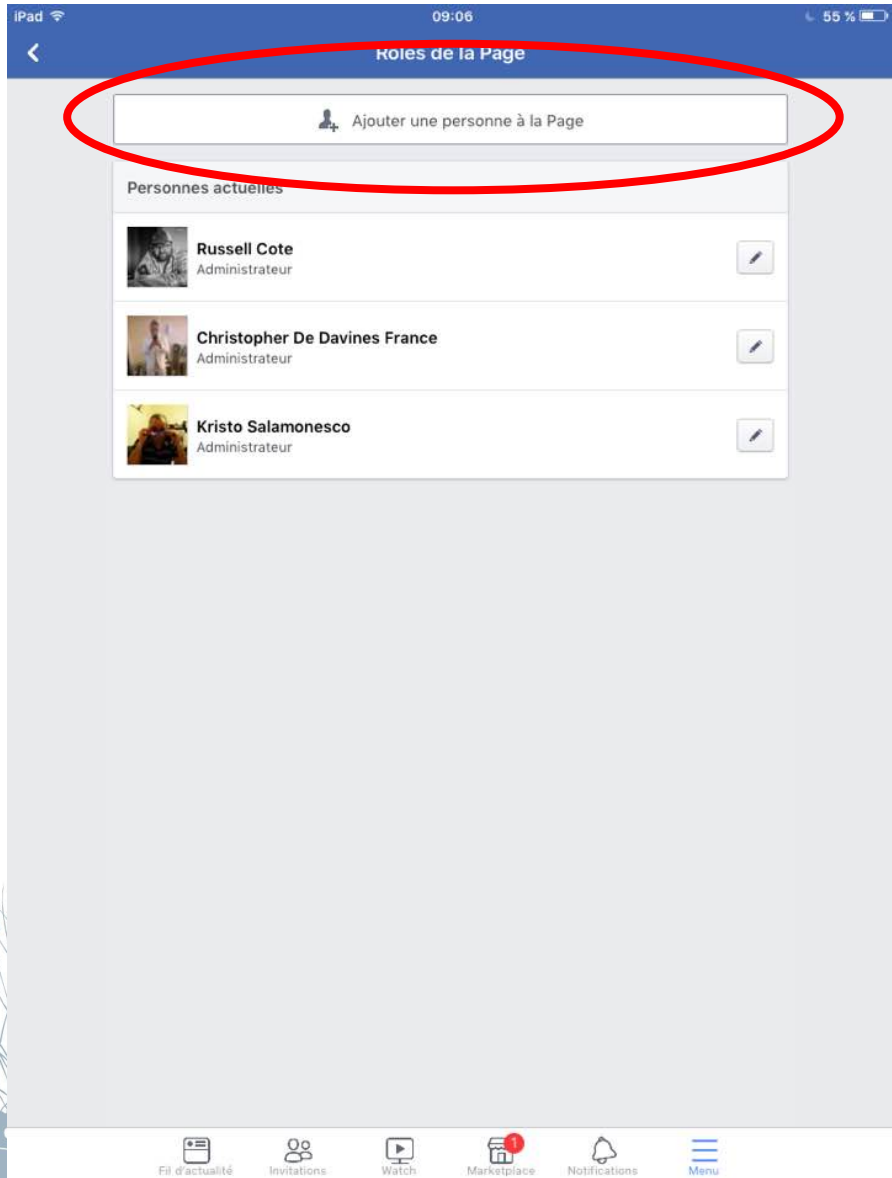 iPad 09:06 55 %
Rôles de la Page
Ajouter une personne à la Page
Personnes actuelles
Russell Cote
Administrateur
Christopher De Davines France
Administrateur
Kristo Salamonesco
Administrateur
1
Fil d'actualité Invitations Watch Marketplace Notifications Menu